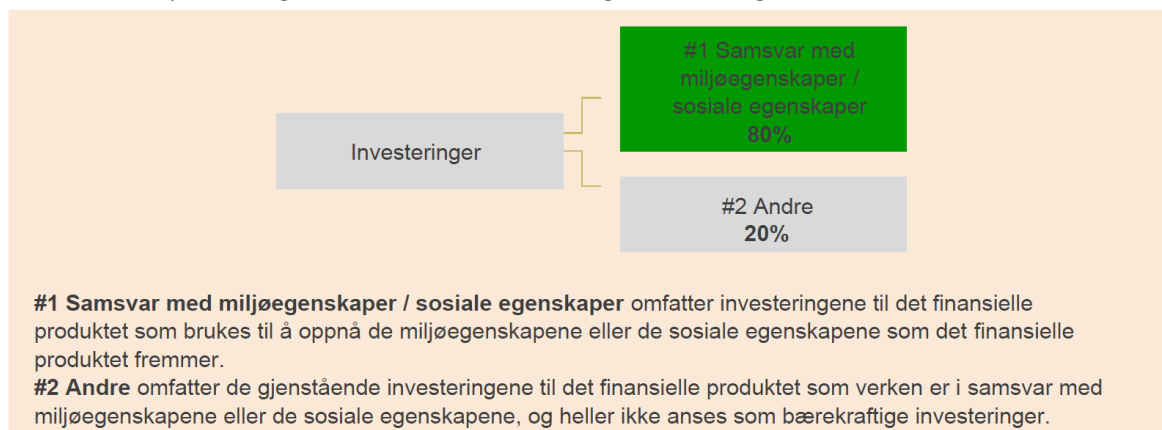 #1 Samsvar med
miljøegenskaper /
sosiale egenskaper
80%
Investeringer
#2 Andre
20%
#1 Samsvar med miljøegenskaper / sosiale egenskaper omfatter investeringene til det finansielle
produktet som brukes til å oppnå de miljøegenskapene eller de sosiale egenskapene som det finansielle
produktet fremmer.
#2 Andre omfatter de gjenstående investeringene til det finansielle produktet som verken er i samsvar med
miljøegenskapene eller de sosiale egenskapene, og heller ikke anses som bærekraftige investeringer.